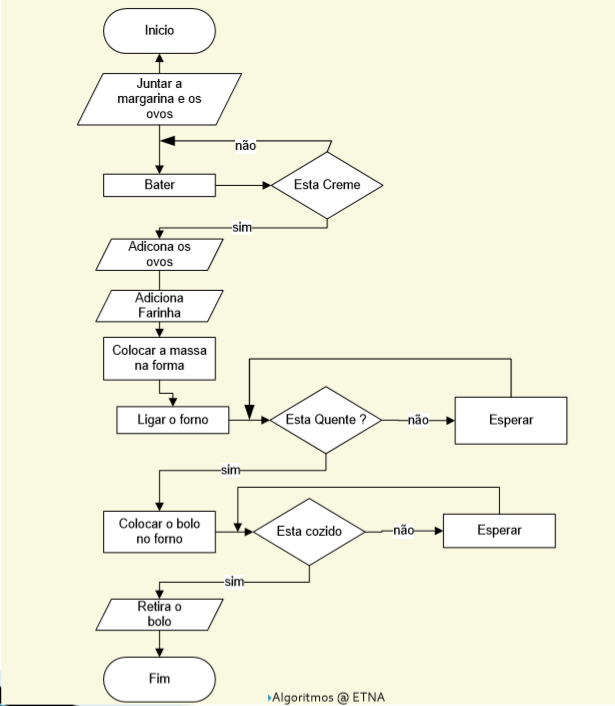 Inicio
Juntar a
margarina e os
ovos
não
Bater
Esta Creme
sim
Adicona os
ovos
Adiciona
Farinha
Colocar a massa
na forma
Ligar o forno
Esta Quente ?
não
Esperar
sim
Colocar o bolo
no forno
Esta cozido
não
Esperar
sim
Retira o
bolo
Fim
Algoritmos @ ETNA